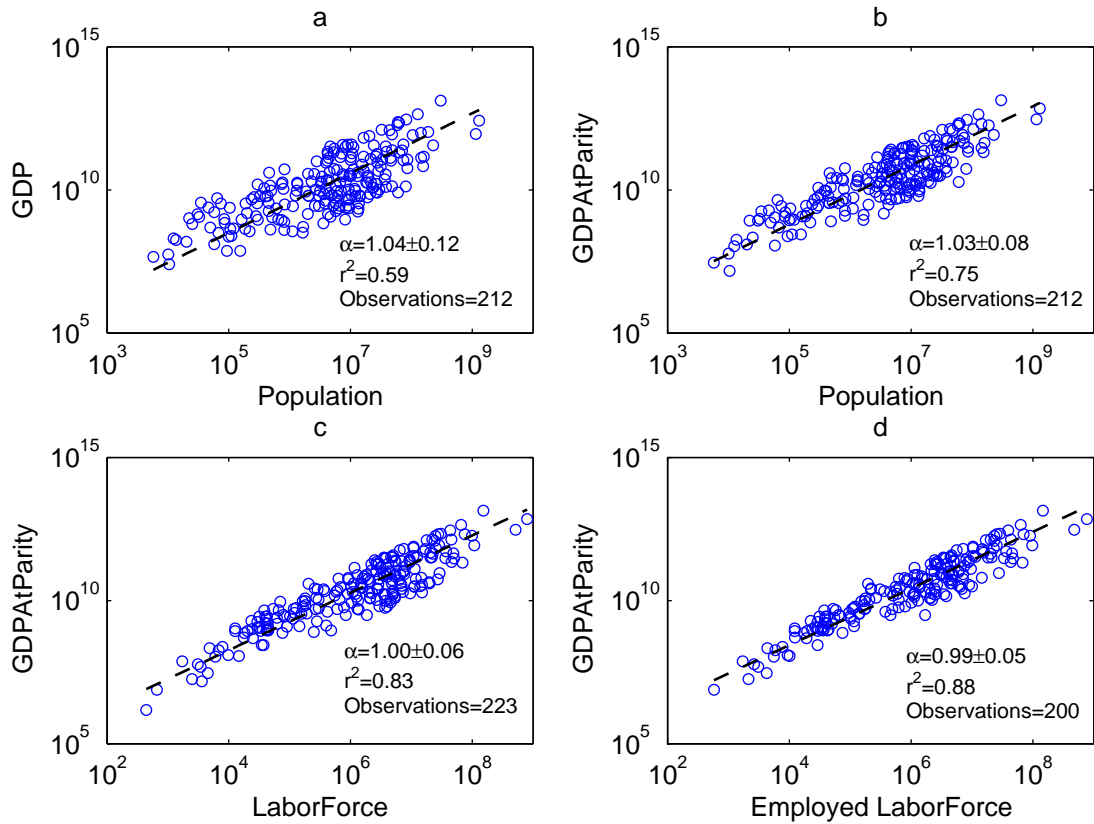 a
10^15
10^10
10^5
GDP
α=1.04±0.12
r^2=0.59
Observations=212
10^3 10^5 10^7 10^9
Population
b
10^15
10^10
10^5
GDPAtParity
α=1.03±0.08
r^2=0.75
Observations=212
10^3 10^5 10^7 10^9
Population
c
10^15
10^10
10^5
GDPAtParity
α=1.00±0.06
r^2=0.83
Observations=223
10^2 10^4 10^6 10^8
LaborForce
d
10^15
10^10
10^5
GDPAtParity
α=0.99±0.05
r^2=0.88
Observations=200
10^2 10^4 10^6 10^8
Employed LaborForce